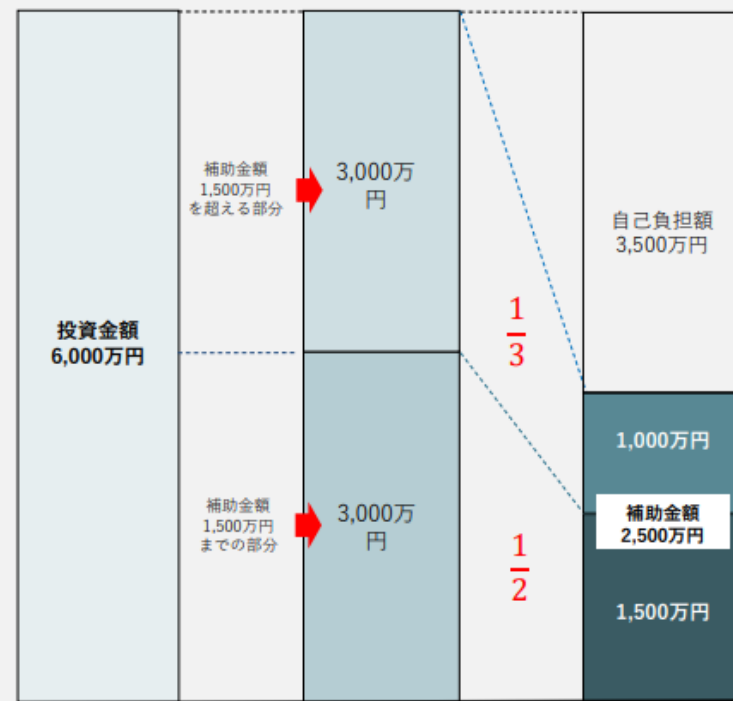 投資金額
6,000万円
補助金額
1,500万円
を超える部分
3,000万
円
補助金額
1,500万円
までの部分
3,000万
円
1
3
1
2
自己負担額
3,500万円
1,000万円
補助金額
2,500万円
1,500万円